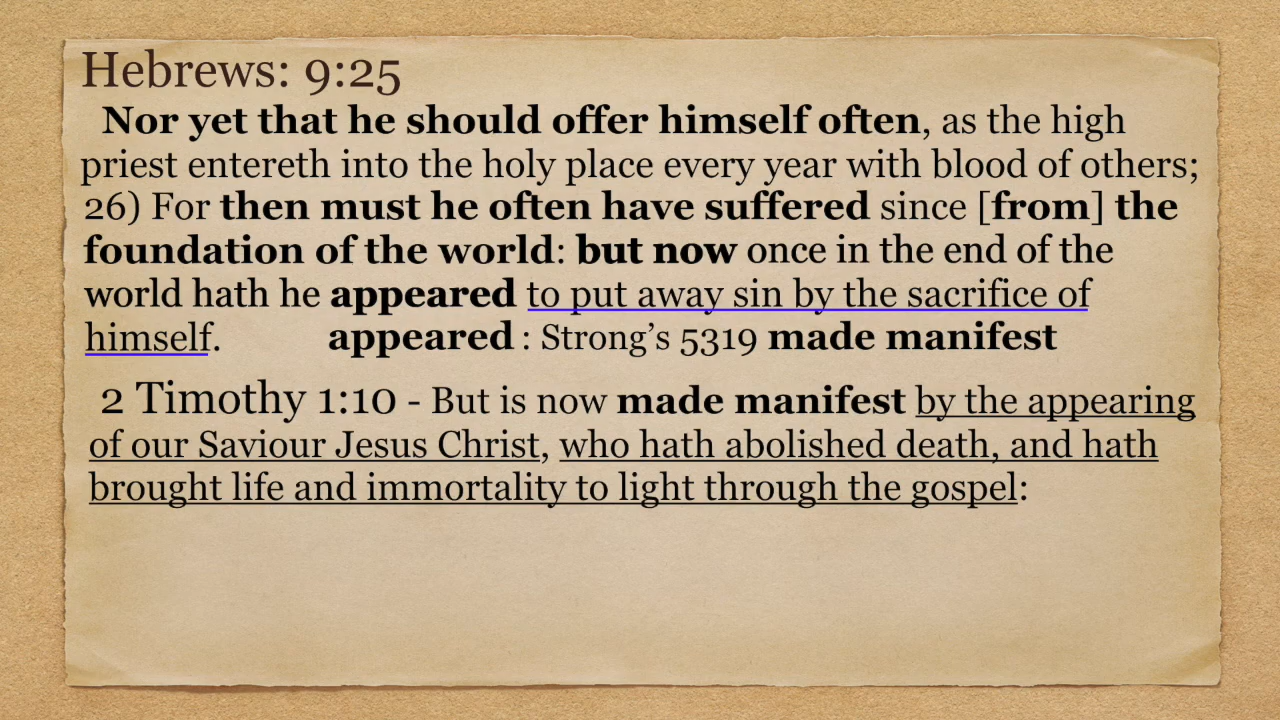 Hebrews: 9:25
Nor yet that he should offer himself often, as the high
priest entereth into the holy place every year with blood of others;
26) For then must he often have suffered since [from] the
foundation of the world: but now once in the end of the
world hath he appeared to put away sin by the sacrifice of
himself. appeared : Strong’s 5319 made manifest
2 Timothy 1:10 - But is now made manifest by the appearing
of our Saviour Jesus Christ, who hath abolished death, and hath
brought life and immortality to light through the gospel: